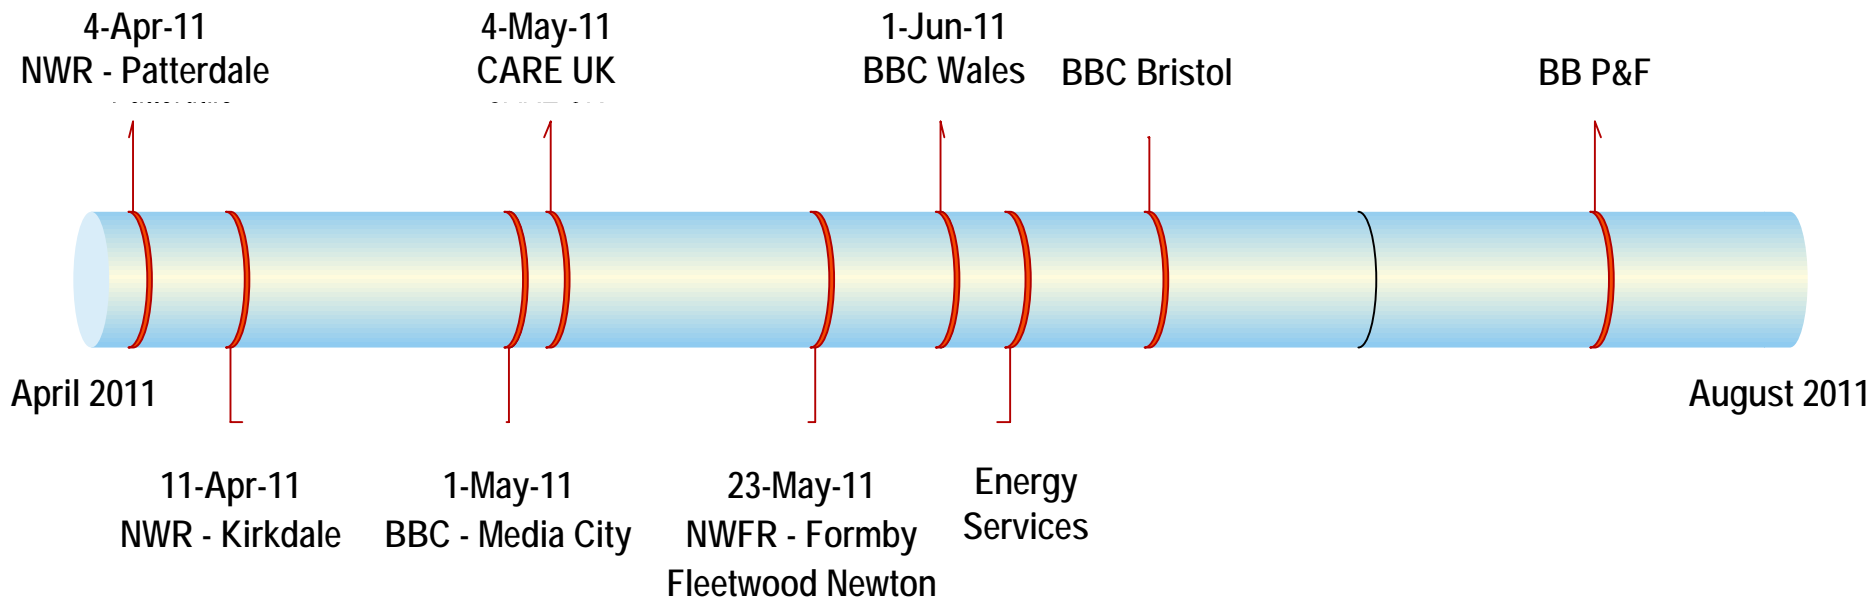 4-Apr-11
NWR - Patterdale
4-May-11
CARE UK
1-Jun-11
BBC Wales
BBC Bristol
BB P&F
April 2011
August 2011
11-Apr-11
NWR - Kirkdale
1-May-11
BBC - Media City
23-May-11
NWFR - Formby
Fleetwood Newton
Energy
Services